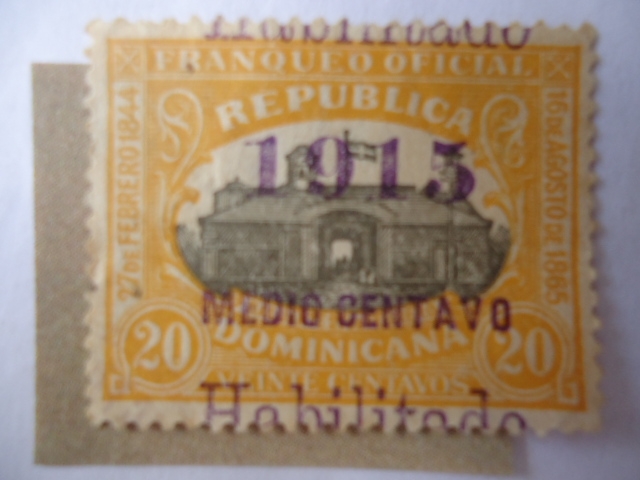 Habilitado
FRANQUEO OFICIAL
REPUBLICA
1915
27 DE FEBRERO 1844
16 DE AGOSTO DE 1865
MEDIO CENTAVO
DOMINICANA
20
20
VEINTE CENTAVOS
Habilitado